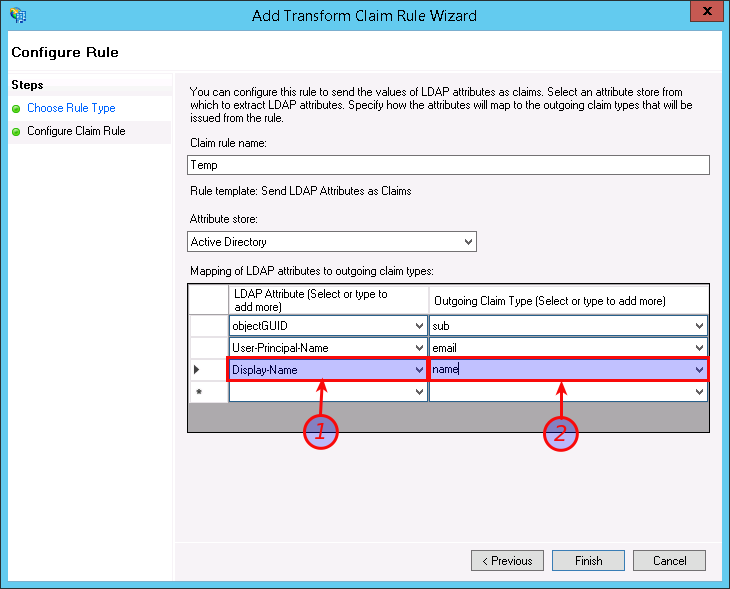 Add Transform Claim Rule Wizard
X
Configure Rule
Steps
Choose Rule Type
Configure Claim Rule
You can configure this rule to send the values of LDAP attributes as claims. Select an attribute store from
which to extract LDAP attributes. Specify how the attributes will map to the outgoing claim types that will be
issued from the rule.
Claim rule name:
Temp
Rule template: Send LDAP Attributes as Claims
Attribute store:
Active Directory
Mapping of LDAP attributes to outgoing claim types:
LDAP Attribute (Select or type to
add more)
Outgoing Claim Type (Select or type to add more)
objectGUID sub
User-Principal-Name email
Display-Name name
*
1 2
< Previous Finish Cancel